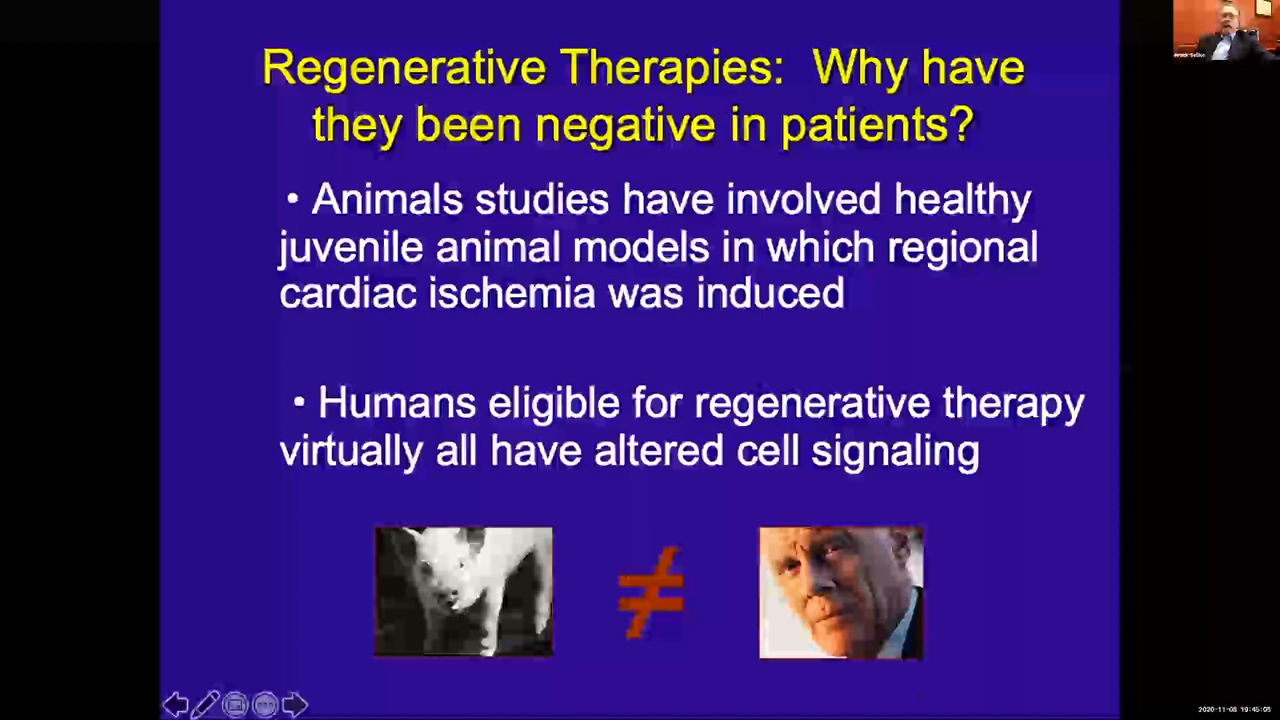 Regenerative Therapies: Why have
they been negative in patients?
• Animals studies have involved healthy
juvenile animal models in which regional
cardiac ischemia was induced
• Humans eligible for regenerative therapy
virtually all have altered cell signaling
≠
2020-11-08 19:45:05